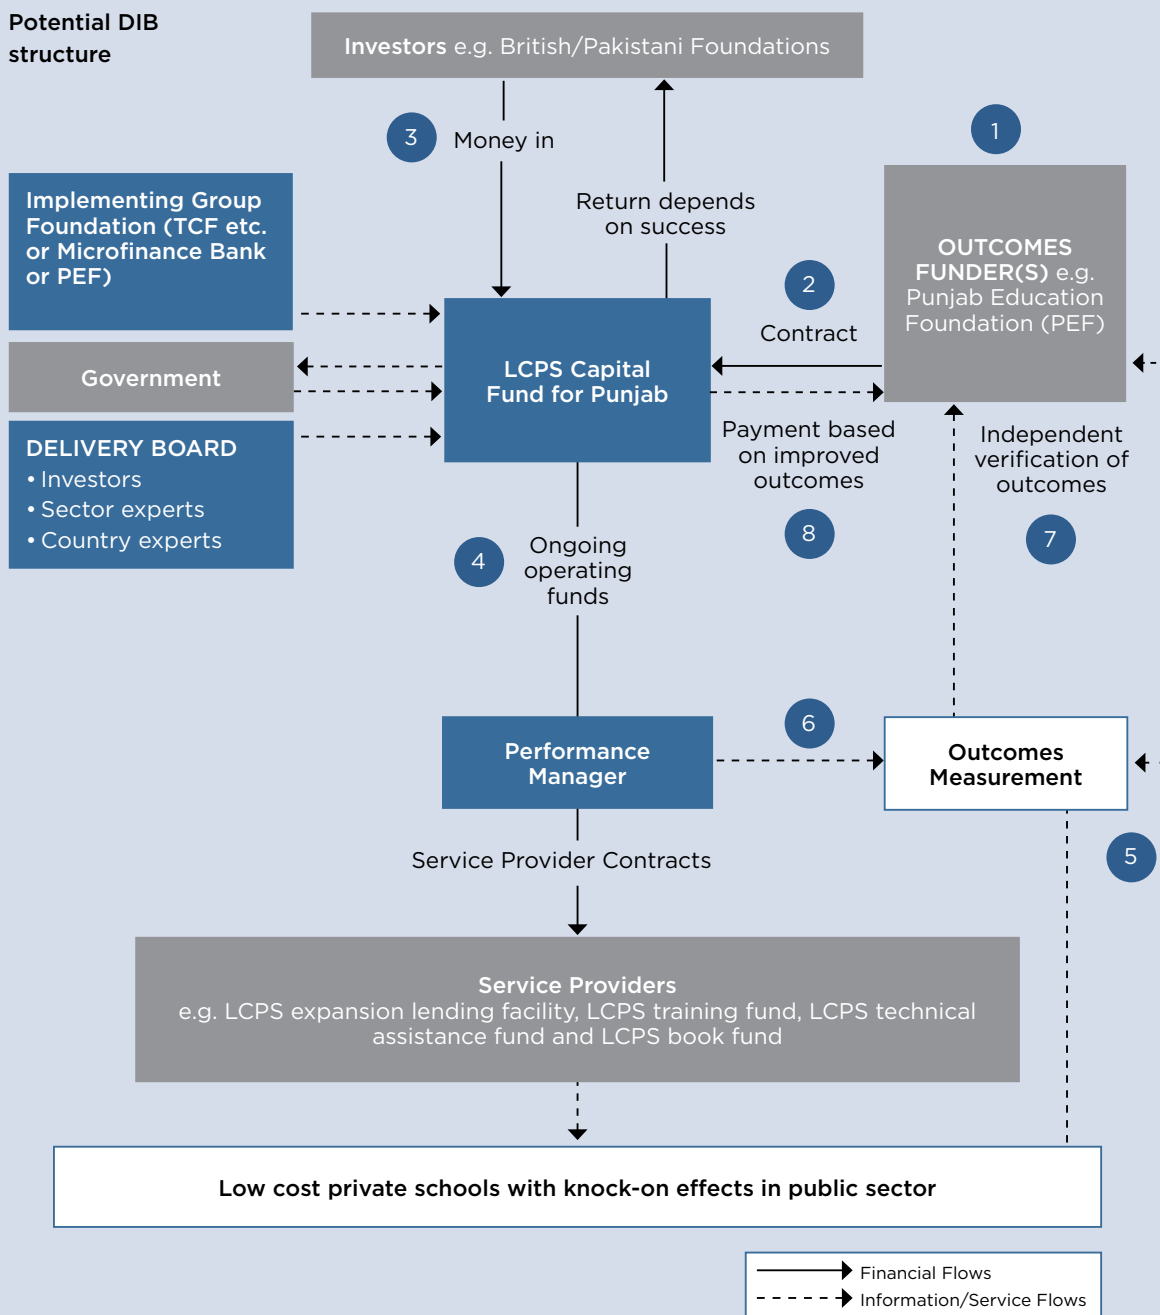 Potential DIB
structure
Investors e.g. British/Pakistani Foundations
3
Money in
Return depends
on success
1
Implementing Group
Foundation (TCF etc.
or Microfinance Bank
or PEF)
Government
DELIVERY BOARD
• Investors
• Sector experts
• Country experts
LCPS Capital
Fund for Punjab
2
Contract
OUTCOMES
FUNDER(S) e.g.
Punjab Education
Foundation (PEF)
Payment based
on improved
outcomes
8
Independent
verification of
outcomes
7
4
Ongoing
operating
funds
Performance
Manager
6
Outcomes
Measurement
5
Service Provider Contracts
Service Providers
e.g. LCPS expansion lending facility, LCPS training fund, LCPS technical
assistance fund and LCPS book fund
Low cost private schools with knock-on effects in public sector
Financial Flows
Information/Service Flows